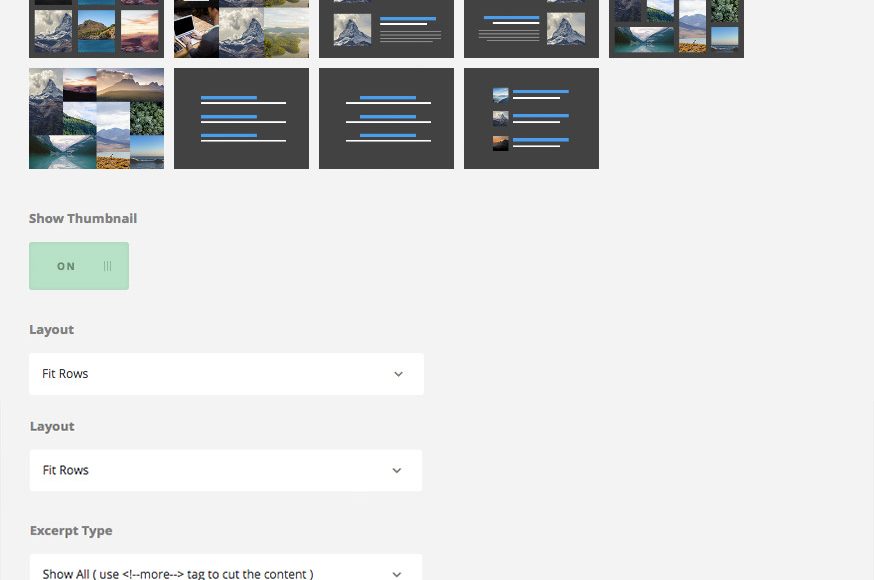 Show Thumbnail
ON
Layout
Fit Rows
Layout
Fit Rows
Excerpt Type
Show All ( use <!--more--> tag to cut the content )